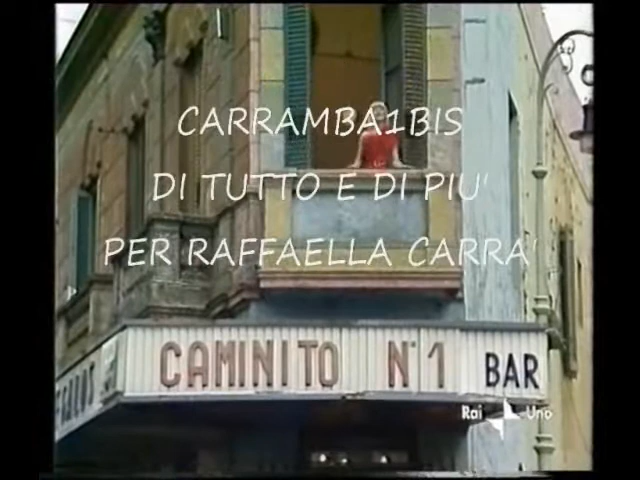 CARRAMBA1BIS
DI TUTTO E DI PIU'
PER RAFFAELLA CARRA'
CAMINITO N°1 BAR
Rai Uno